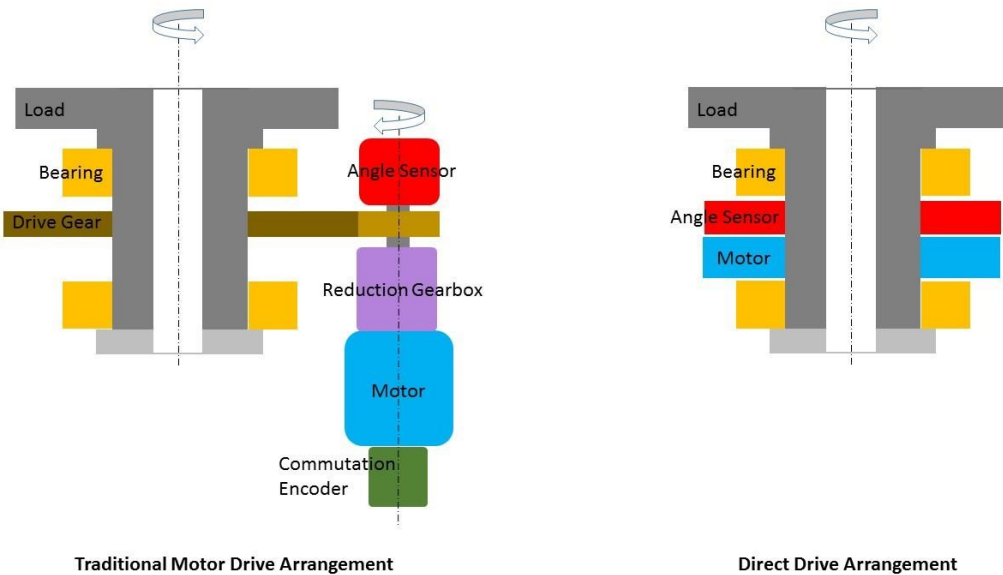 Load
Bearing
Angle Sensor
Drive Gear
Reduction Gearbox
Motor
Commutation
Encoder
Traditional Motor Drive Arrangement
Load
Bearing
Angle Sensor
Motor
Direct Drive Arrangement